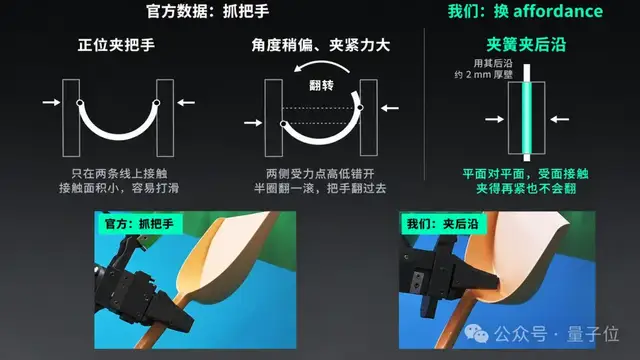 官方数据：抓把手
我们：换 affordance
正位夹把手
角度稍偏、夹紧力大
夹簧夹后沿
翻转
用其后沿
约 2 mm 厚壁
只在两条线上接触
接触面积小，容易打滑
两侧受力点高低错开
半圈翻一滚，把手翻过去
平面对平面，受面接触
夹得再紧也不会翻
官方：抓把手
我们：夹后沿
公众号·量子位